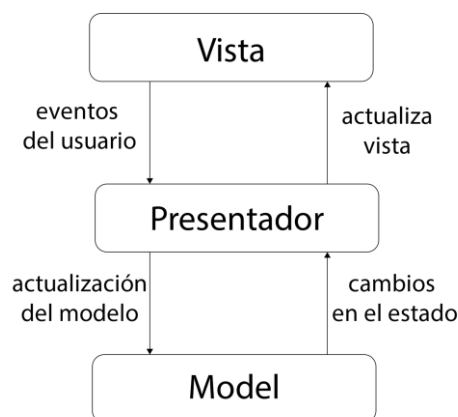 Vista
eventos
del usuario
actualiza
vista
Presentador
actualización
del modelo
cambios
en el estado
Model